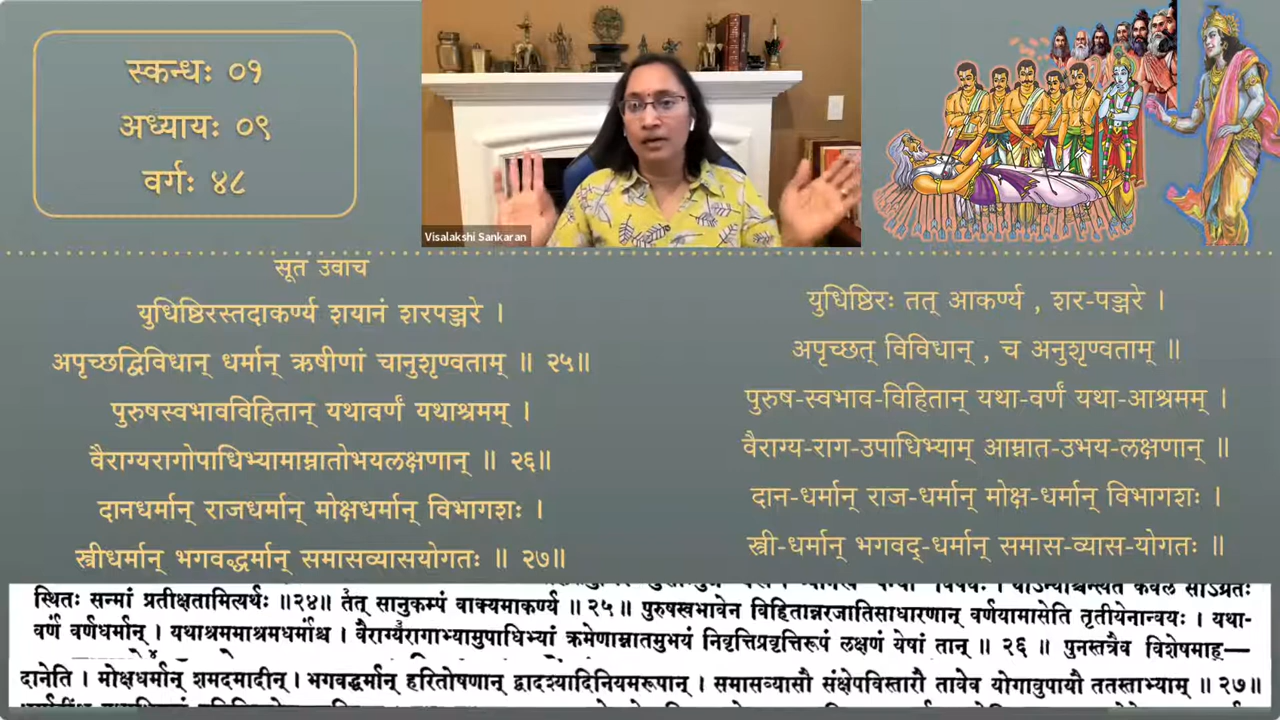 स्कन्धः ०१
अध्यायः ०९
वर्गः ४८
Visalakshi Sankaran
सूत उवाच
युधिष्ठिरस्तदाकर्ण्य शयानं शरपञ्जरे ।
अपृच्छद्विविधान् धर्मान् ऋषीणां चानुशृण्वताम् ॥ २५॥
पुरुषस्वभावविहितान् यथावर्णं यथाश्रमम् ।
वैराग्यरागोपाधिभ्यामाम्नातोभयलक्षणान् ॥ २६॥
दानधर्मान् राजधर्मान् मोक्षधर्मान् विभागशः ।
स्त्रीधर्मान् भगवद्धर्मान् समासव्यासयोगतः ॥ २७॥
युधिष्ठिरः तत् आकर्ण्य , शर-पञ्जरे ।
अपृच्छत् विविधान् , च अनुशृण्वताम् ॥
पुरुष-स्वभाव-विहितान् यथा-वर्णं यथा-आश्रमम् ।
वैराग्य-राग-उपाधिभ्याम् आम्नात-उभय-लक्षणान् ॥
दान-धर्मान् राज-धर्मान् मोक्ष-धर्मान् विभागशः ।
स्त्री-धर्मान् भगवद्-धर्मान् समास-व्यास-योगतः ॥
स्थितः सन्मां प्रतीक्षतामित्यर्थः ॥२४॥ तत् सानुकम्पं वाक्यमाकर्ण्य ॥ २५ ॥ पुरुषस्वभावेन विहितान्नरजातिसाधारणान् वर्णयामासेति तृतीयेनान्वयः । यथा-
वर्णं वर्णधर्मान् । यथाश्रममाश्रमधर्मांश्च । वैराग्यरागाभ्यामुपाधिभ्यां क्रमेणाम्नातमुभयं निवृत्तिप्रवृत्तिरूपं लक्षणं येषां तान् ॥ २६ ॥ पुनस्तत्रैव विशेषमाह—
दानेति । मोक्षधर्मान् शमदमादीन् । भगवद्धर्मान् हरितोषणान् द्वादश्यादिनियमरूपान् । समासव्यासौ संक्षेपविस्तारौ तावेव योगावुपायौ ततस्ताभ्याम् ॥ २७॥